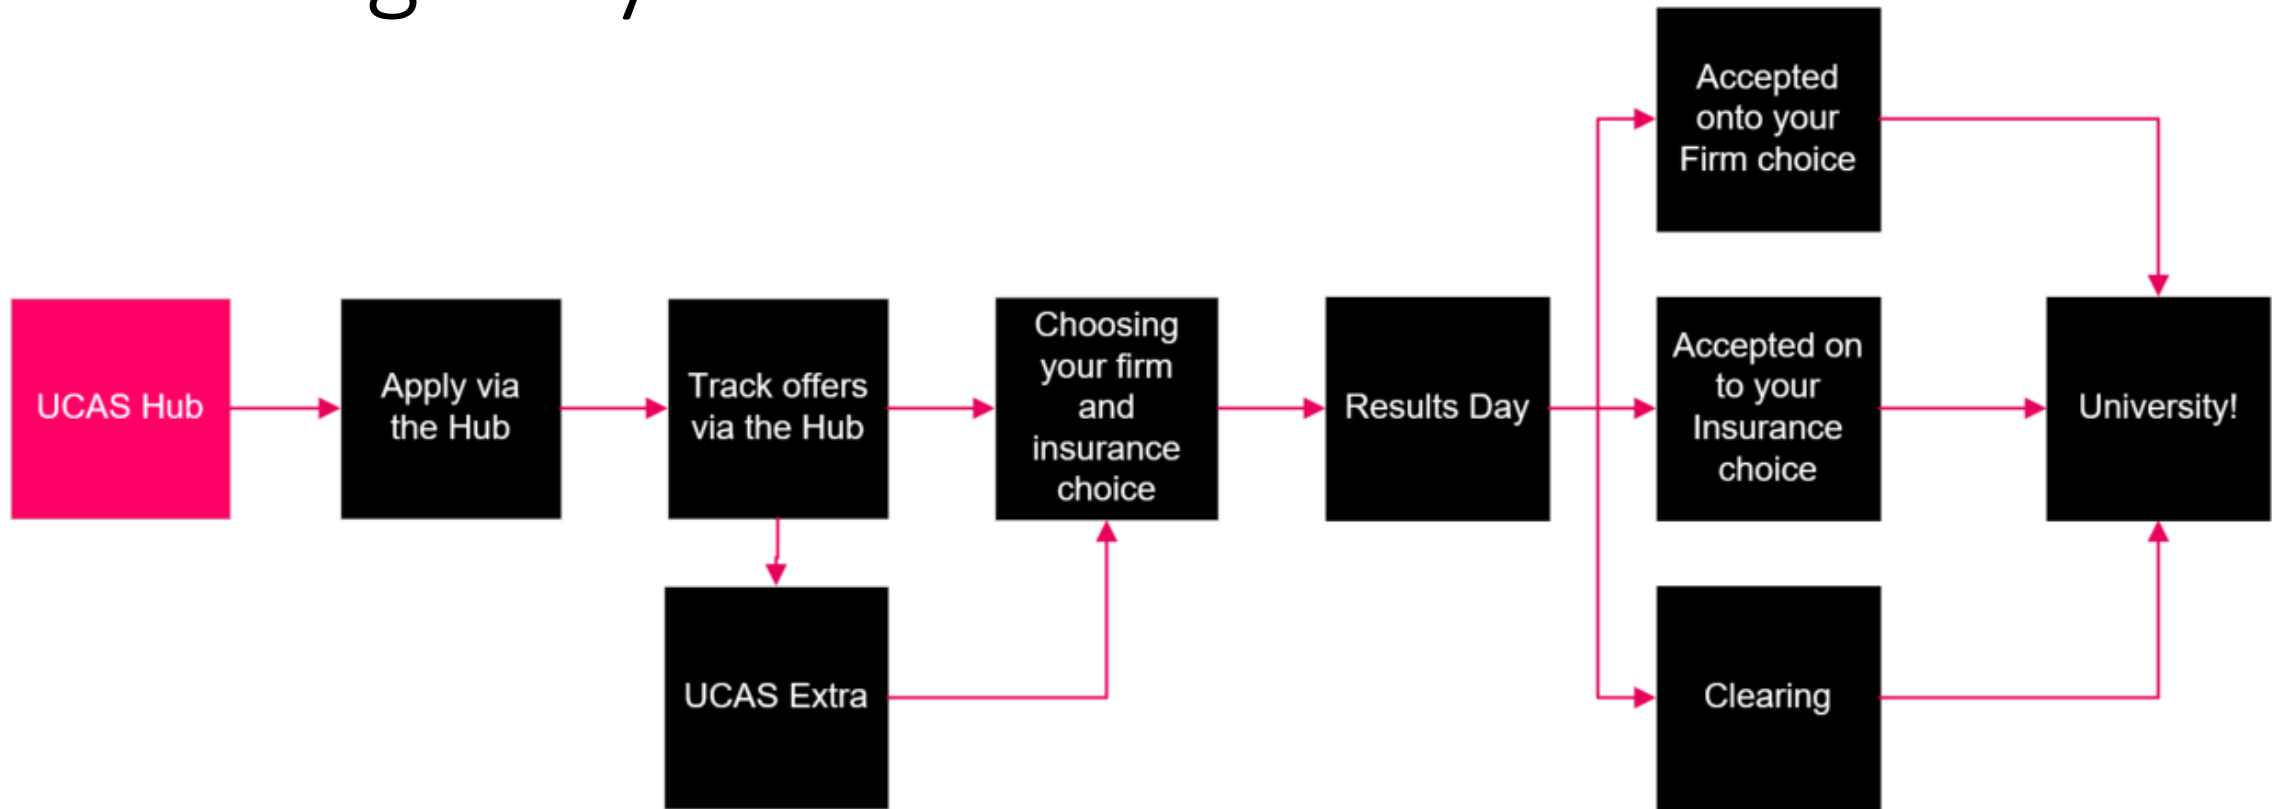 UCAS Hub
Apply via
the Hub
Track offers
via the Hub
UCAS Extra
Choosing
your firm
and
insurance
choice
Results Day
Accepted
onto your
Firm choice
Accepted on
to your
Insurance
choice
Clearing
University!